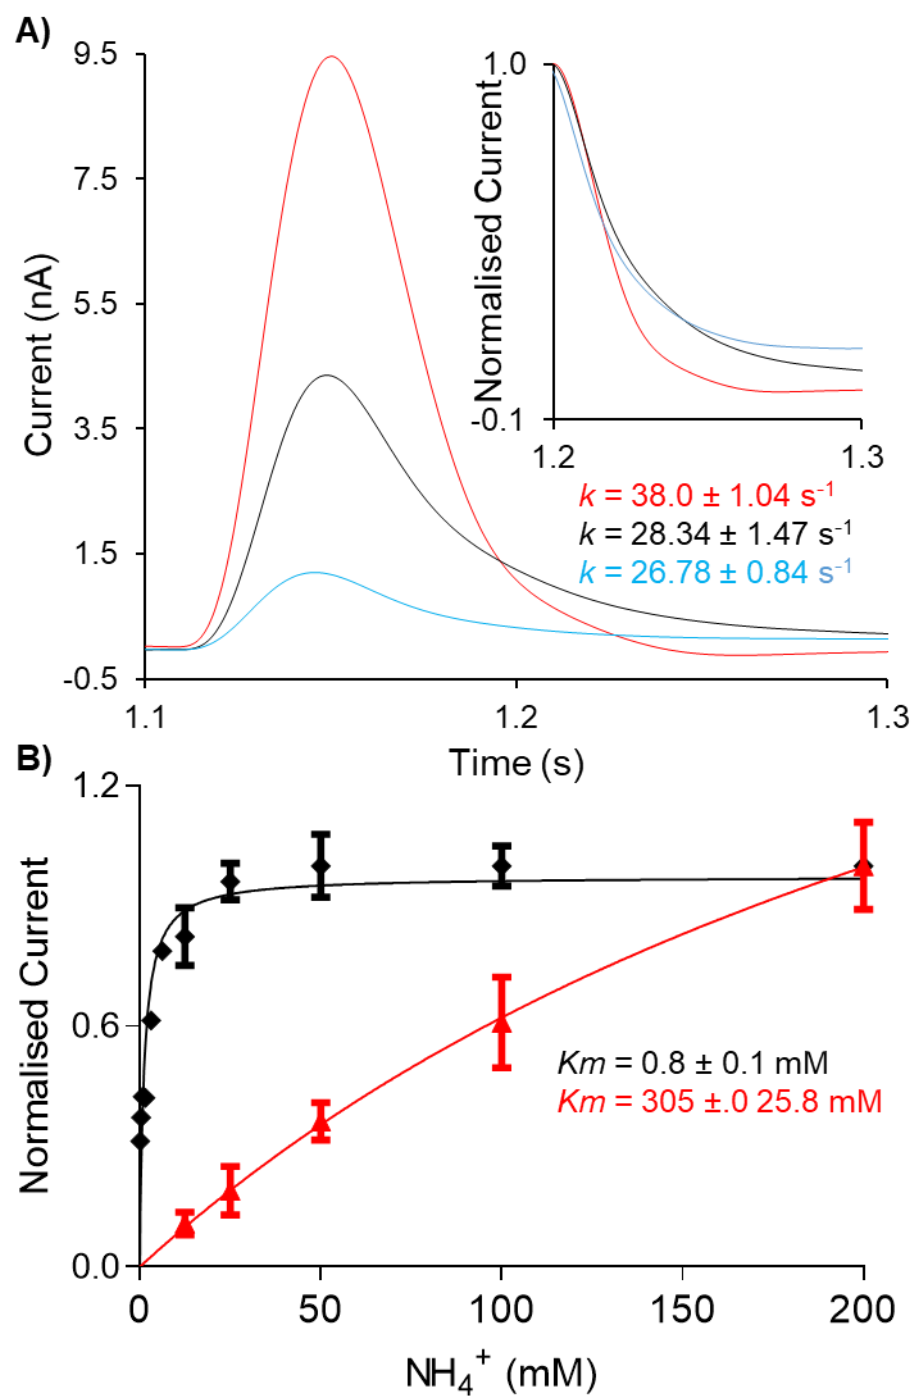 A)
9.5
7.5
5.5
3.5
1.5
-0.5
Current (nA)
1.1
1.2
1.3
Time (s)
1.0
-0.1
Normalised Current
1.2
1.3
k = 38.0 ± 1.04 s⁻¹
k = 28.34 ± 1.47 s⁻¹
k = 26.78 ± 0.84 s⁻¹
B)
1.2
0.6
0.0
Normalised Current
Km = 0.8 ± 0.1 mM
Km = 305 ±.0 25.8 mM
0
50
100
150
200
NH₄⁺ (mM)